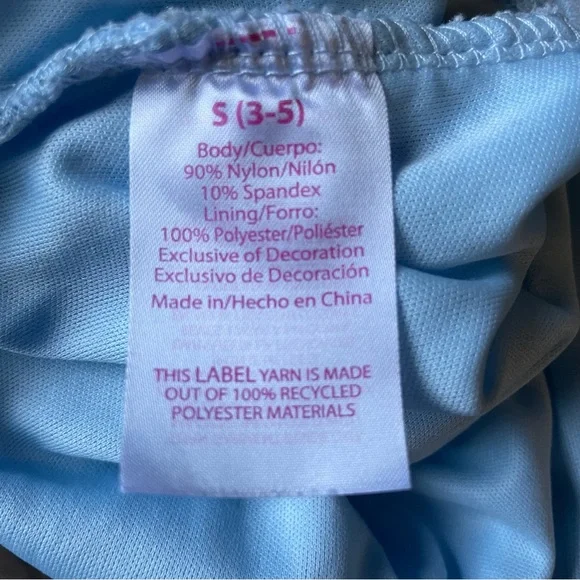 S (3-5)
Body/Cuerpo:
90% Nylon/Nilón
10% Spandex
Lining/Forro:
100% Polyester/Poliéster
Exclusive of Decoration
Exclusivo de Decoración
Made in/Hecho en China
THIS LABEL YARN IS MADE
OUT OF 100% RECYCLED
POLYESTER MATERIALS